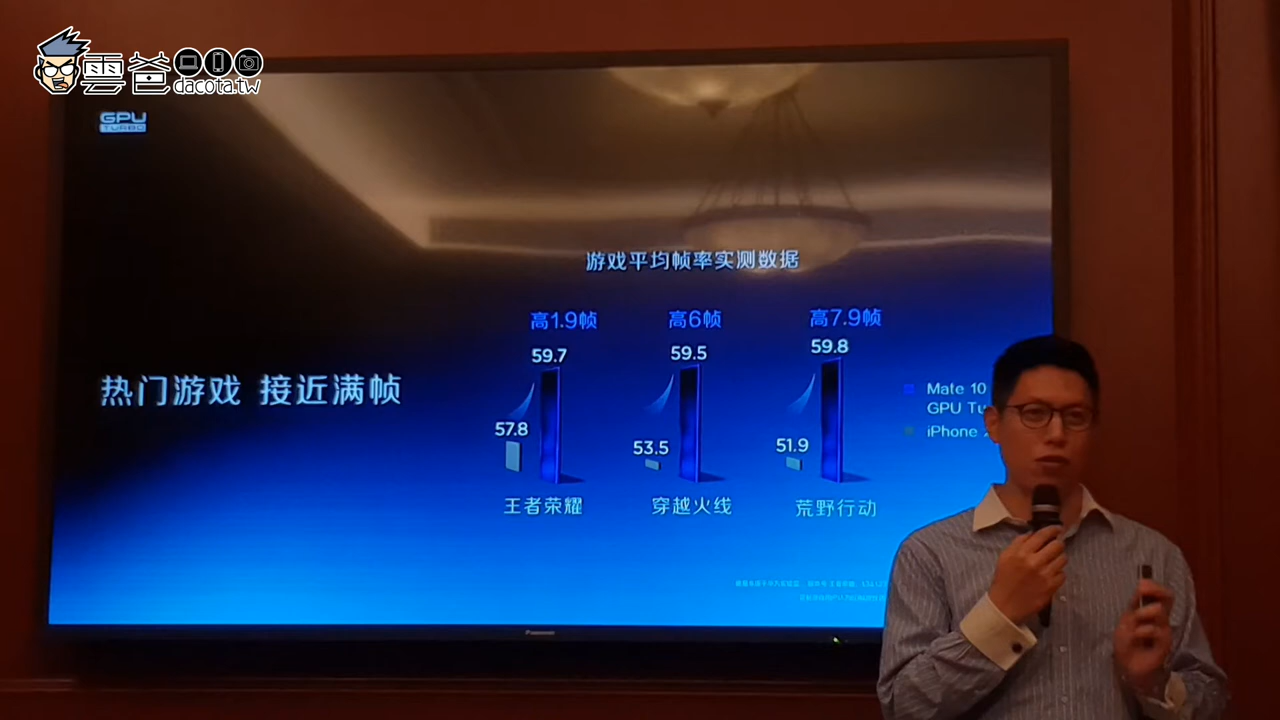 雲爸
dacota.tw
GPU
TURBO
游戏平均帧率实测数据
高1.9帧
高6帧
高7.9帧
59.7
59.5
59.8
热门游戏 接近满帧
Mate 10
GPU Tu
iPhone
57.8
53.5
51.9
王者荣耀
穿越火线
荒野行动
Panasonic